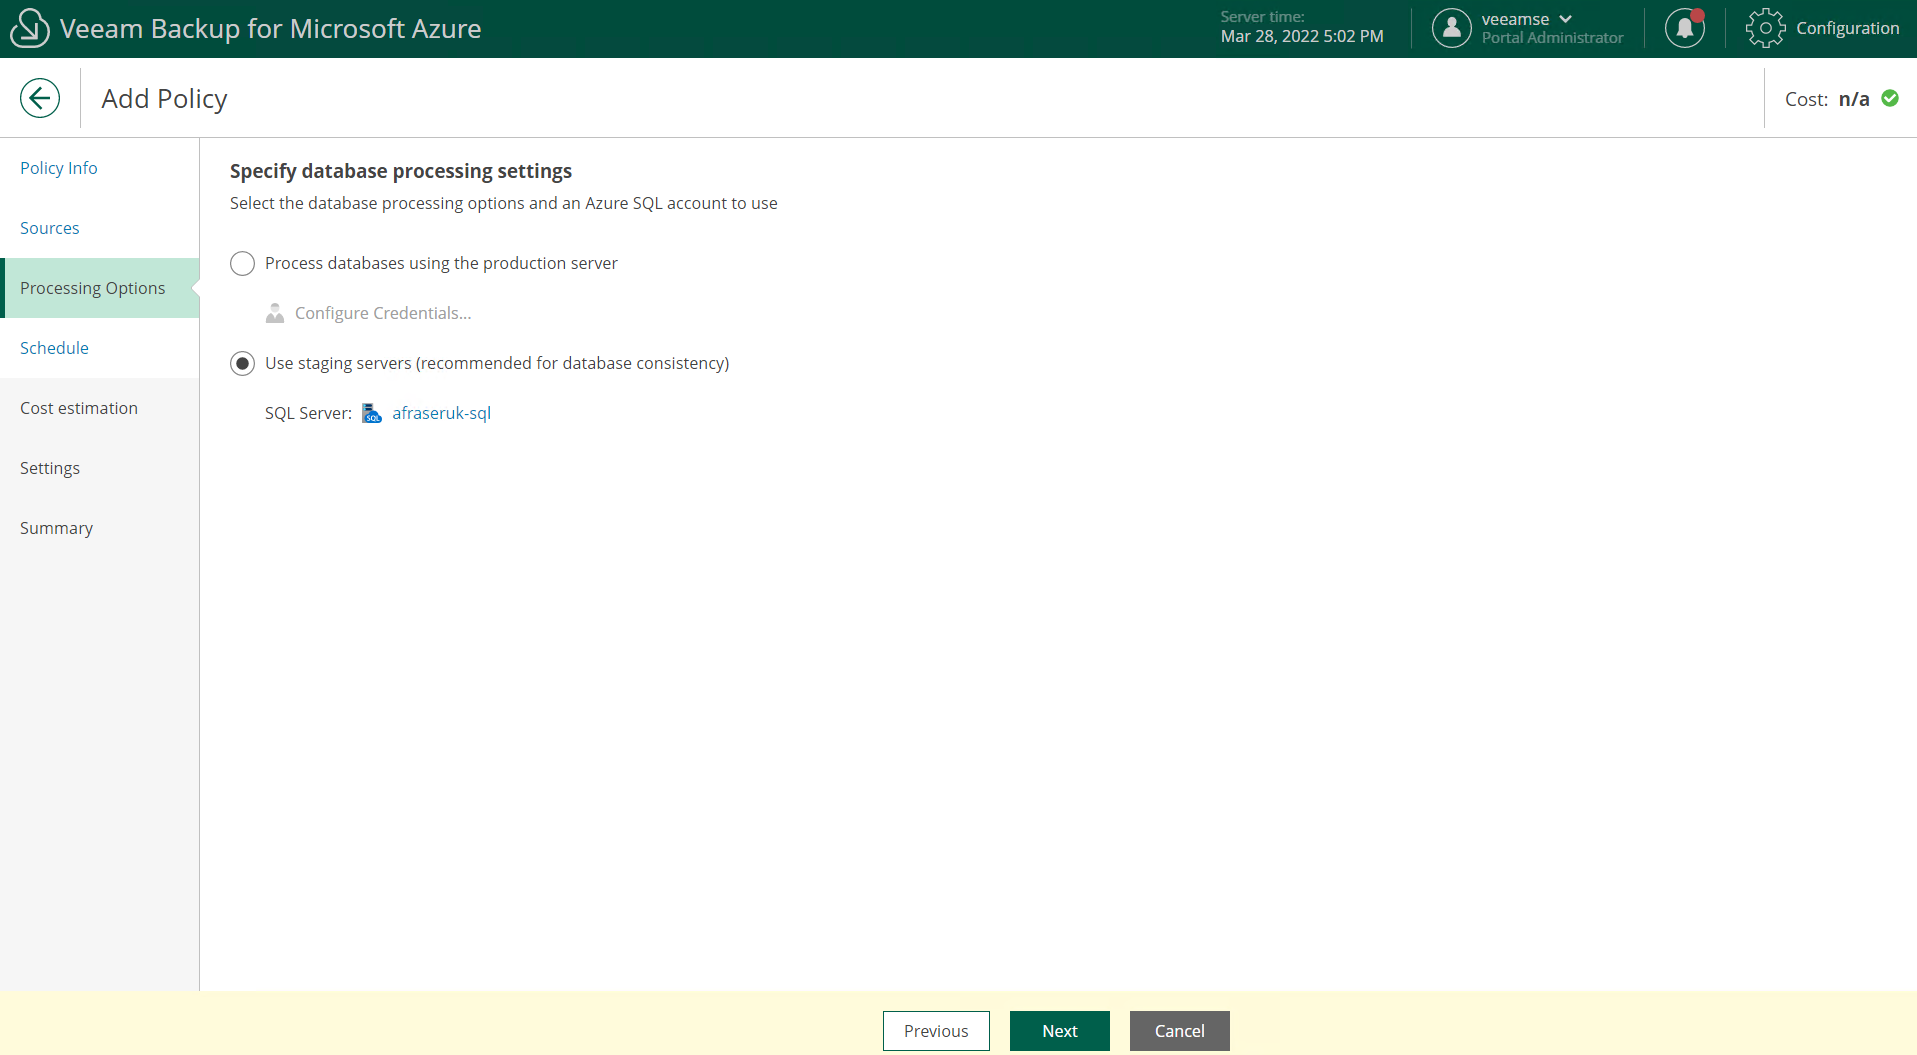 Veeam Backup for Microsoft Azure
Server time:
Mar 28, 2022 5:02 PM
veeamse
Portal Administrator
Configuration
Add Policy
Cost: n/a
Policy Info
Sources
Processing Options
Schedule
Cost estimation
Settings
Summary
Specify database processing settings
Select the database processing options and an Azure SQL account to use
Process databases using the production server
Configure Credentials...
Use staging servers (recommended for database consistency)
SQL Server: SQL afraseruk-sql
Previous
Next
Cancel